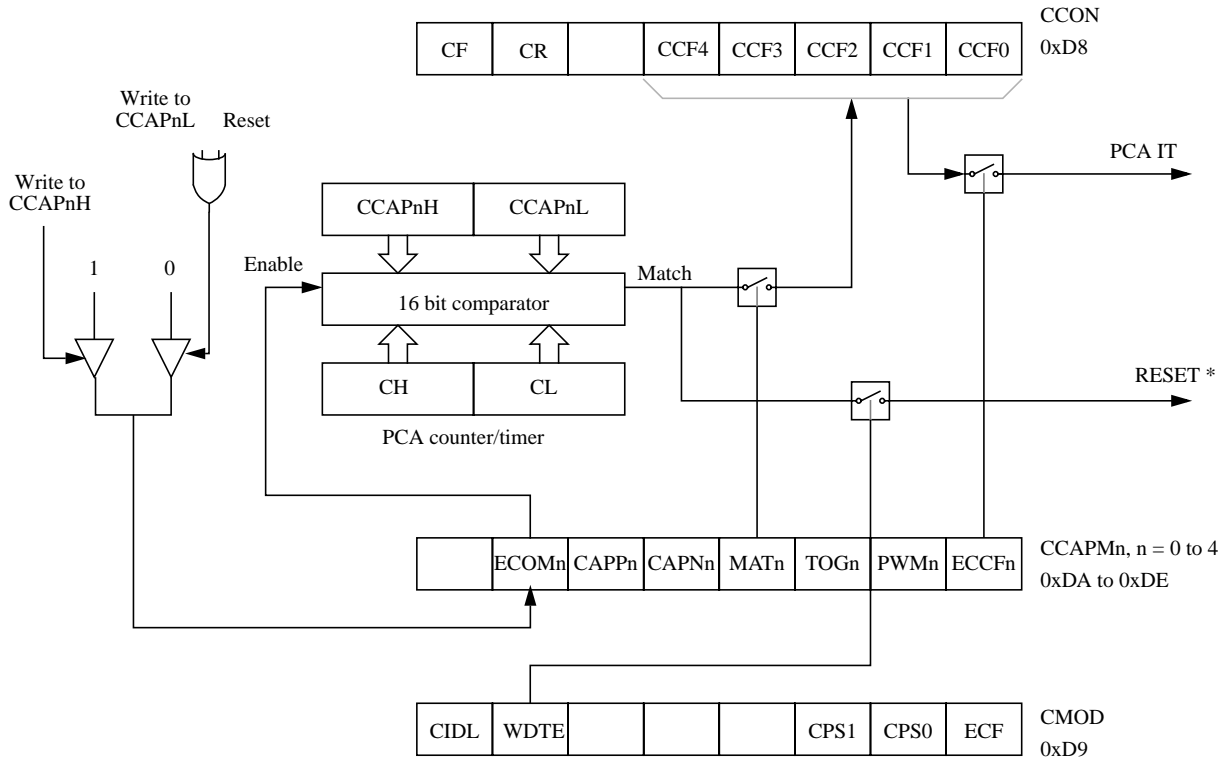 CF CR CCF4 CCF3 CCF2 CCF1 CCF0
CCON
0xD8
Write to
CCAPnL
Reset
Write to
CCAPnH
1 0
CCAPnH CCAPnL
Enable
16 bit comparator
Match
CH CL
PCA counter/timer
PCA IT
RESET *
ECOMn CAPPn CAPNn MATn TOGn PWMn ECCFn
CCAPMn, n = 0 to 4
0xDA to 0xDE
CIDL WDTE CPS1 CPS0 ECF
CMOD
0xD9